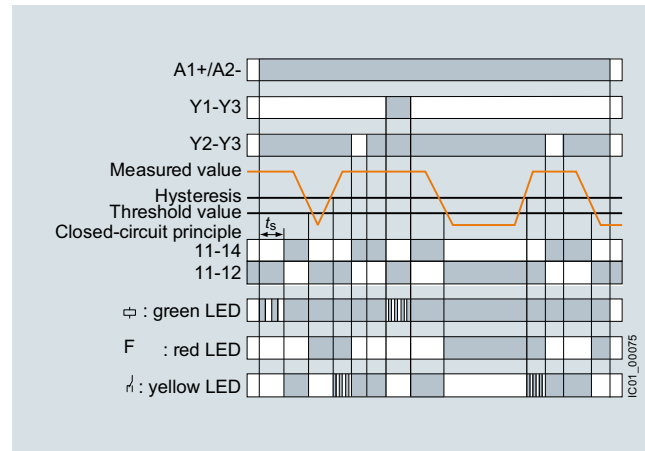 A1+/A2-
Y1-Y3
Y2-Y3
Measured value
Hysteresis
Threshold value
Closed-circuit principle
ts
11-14
11-12
: green LED
F : red LED
: yellow LED
IC01_00075